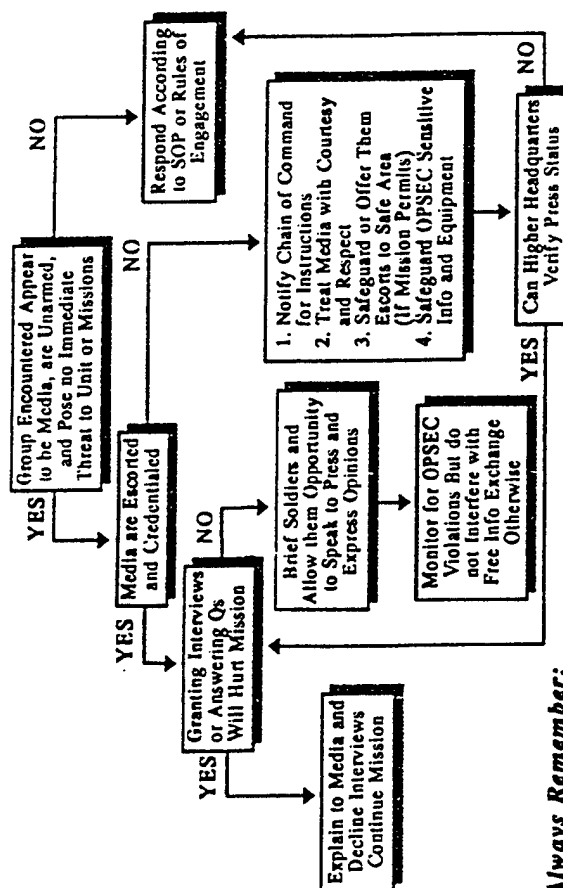 Group Encountered Appear
to be Media, are Unarmed,
and Pose no Immediate
Threat to Unit or Missions
YES
NO
Media are Escorted
and Credentialed
Respond According
to SOP or Rules of
Engagement
YES
NO
Granting Interviews
or Answering Qs
Will Hurt Mission
YES
NO
Explain to Media and
Decline Interviews
Continue Mission
Brief Soldiers and
Allow them Opportunity
to Speak to Press and
Express Opinions
Monitor for OPSEC
Violations But do
not Interfere with
Free Info Exchange
Otherwise
1. Notify Chain of Command
for Instructions
2. Treat Media with Courtesy
and Respect
3. Safeguard or Offer Them
Escorts to Safe Area
(If Mission Permits)
4. Safeguard OPSEC Sensitive
Info and Equipment
YES
NO
Can Higher Headquarters
Verify Press Status
Always Remember: